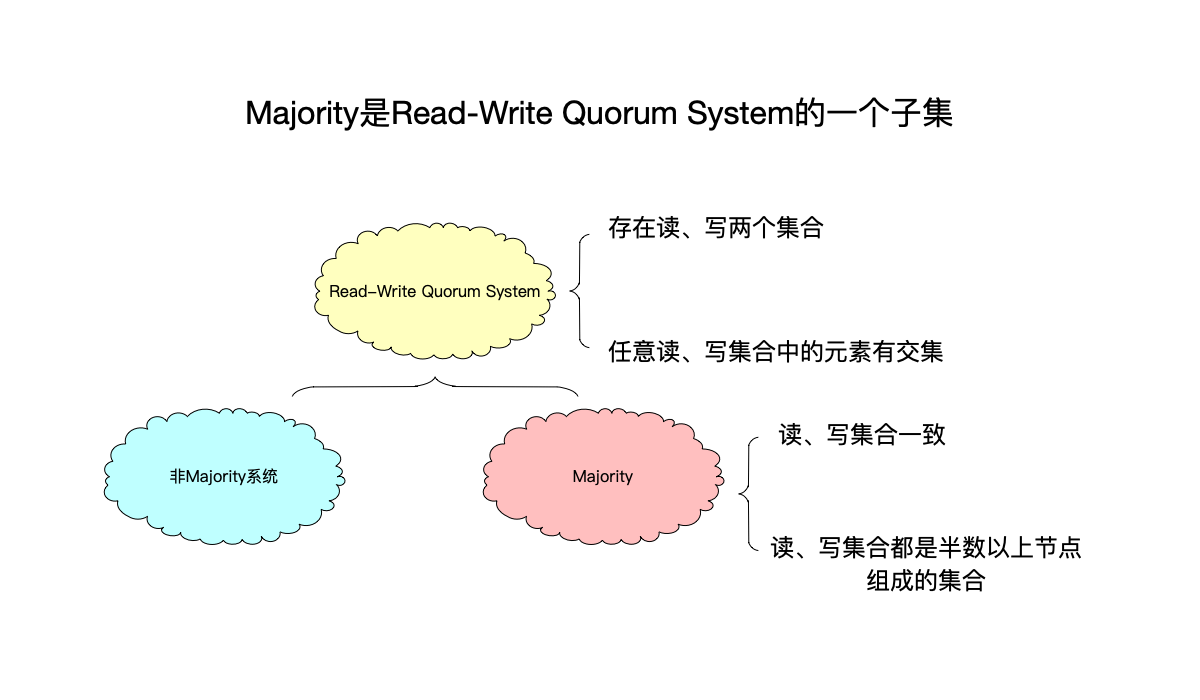 Majority是Read-Write Quorum System的一个子集
存在读、写两个集合
Read–Write Quorum System
任意读、写集合中的元素有交集
读、写集合一致
非Majority系统
Majority
读、写集合都是半数以上节点
组成的集合